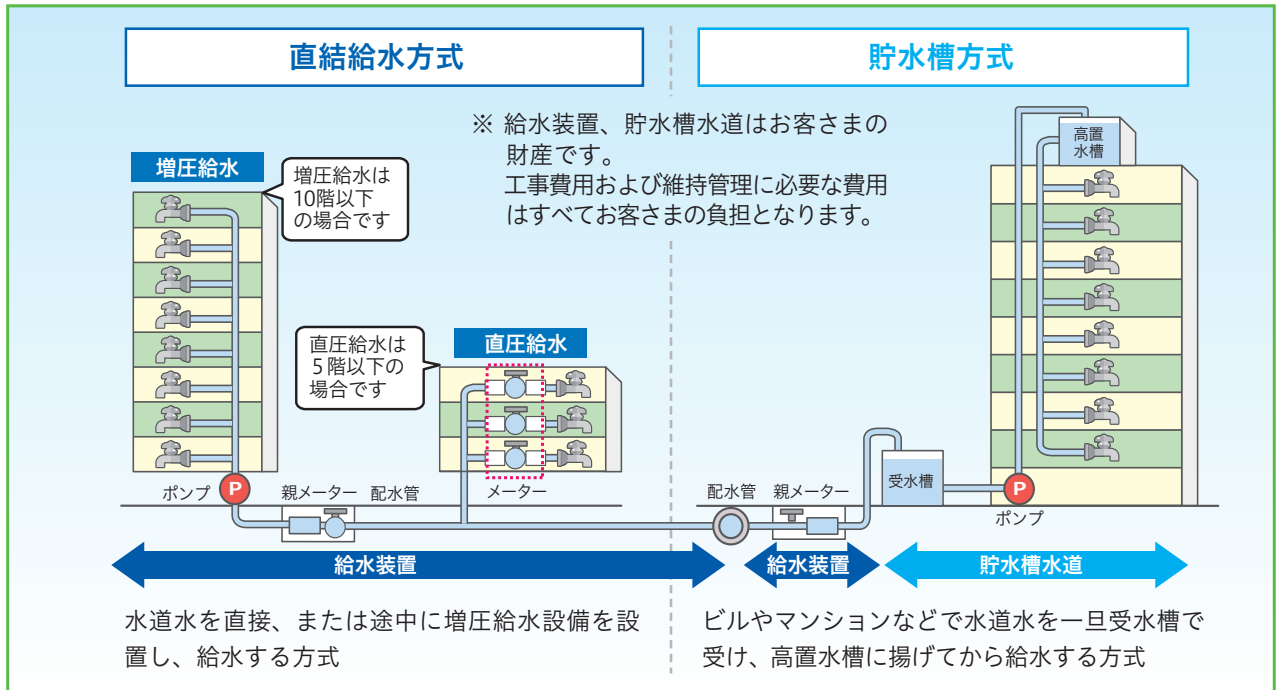 直結給水方式
貯水槽方式
※ 給水装置、貯水槽水道はお客さまの
財産です。
工事費用および維持管理に必要な費用
はすべてお客さまの負担となります。
増圧給水
増圧給水は
10階以下
の場合です
直圧給水は
5階以下の
場合です
直圧給水
高置
水槽
受水槽
ポンプ
P
親メーター
配水管
メーター
配水管
親メーター
P
ポンプ
給水装置
給水装置
貯水槽水道
水道水を直接、または途中に増圧給水設備を設
置し、給水する方式
ビルやマンションなどで水道水を一旦受水槽で
受け、高置水槽に揚げてから給水する方式